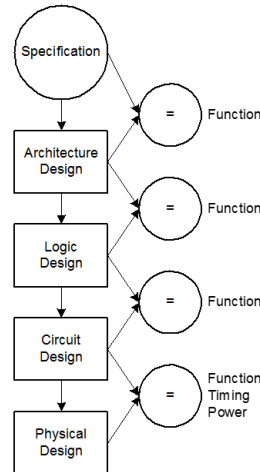 Specification
=
Function
Architecture
Design
=
Function
Logic
Design
=
Function
Circuit
Design
=
Function
Timing
Power
Physical
Design